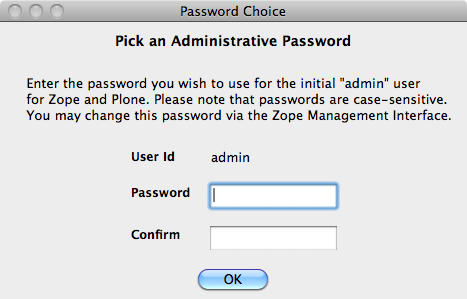 Password Choice
Pick an Administrative Password
Enter the password you wish to use for the initial "admin" user
for Zope and Plone. Please note that passwords are case-sensitive.
You may change this password via the Zope Management Interface.
User Id admin
Password
Confirm
OK